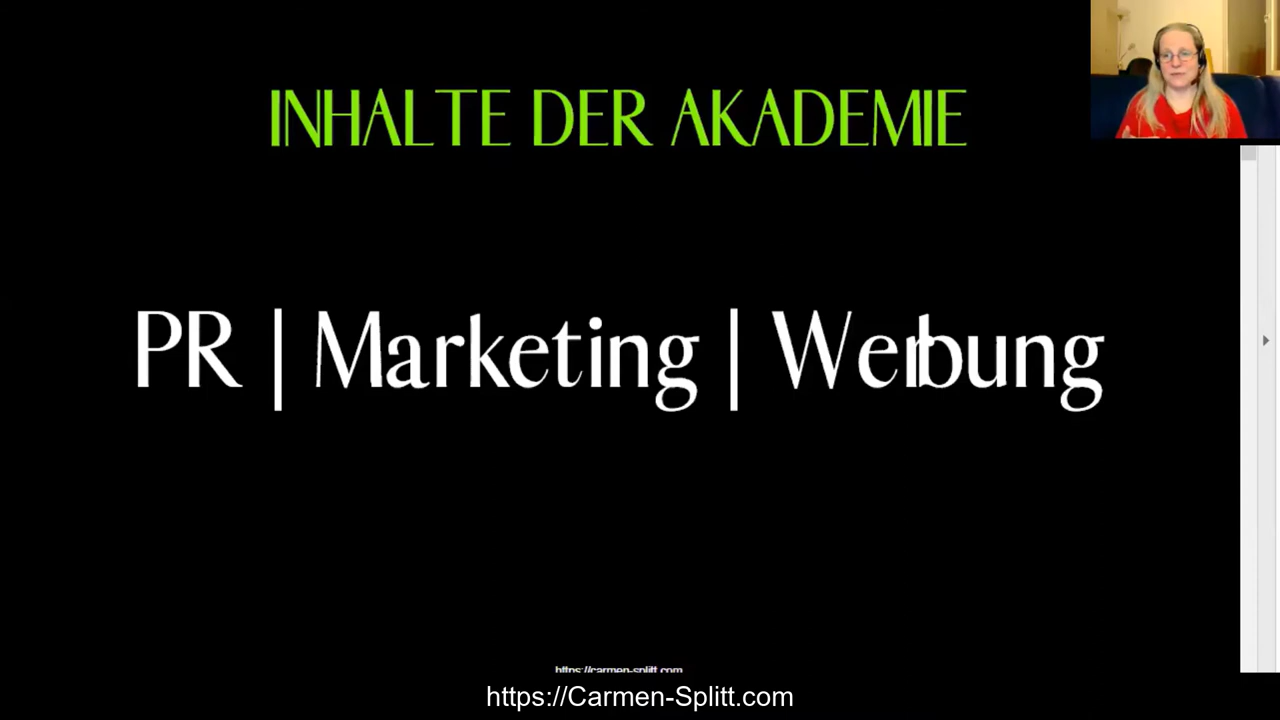 INHALTE DER AKADEMIE
PR | Marketing | Werbung
https://carmen-splitt.com
https://Carmen-Splitt.com